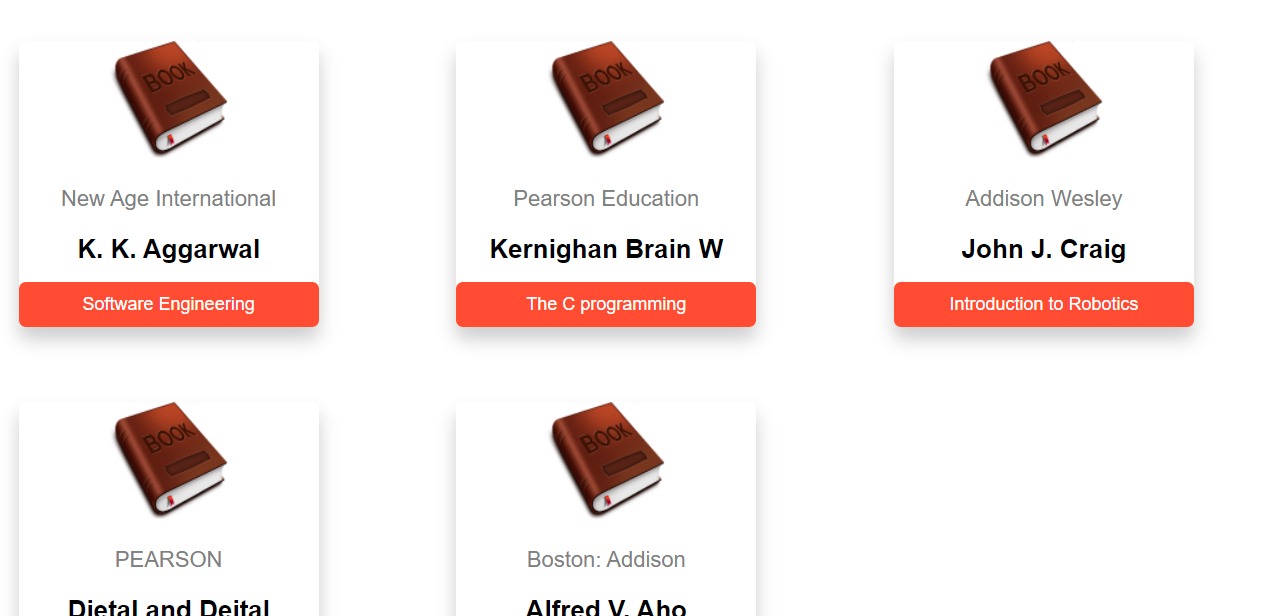 BOOK
BOOK
BOOK
New Age International
Pearson Education
Addison Wesley
K. K. Aggarwal
Kernighan Brain W
John J. Craig
Software Engineering
The C programming
Introduction to Robotics
BOOK
BOOK
PEARSON
Boston: Addison
Dietal and Deital
Alfred V. Aho